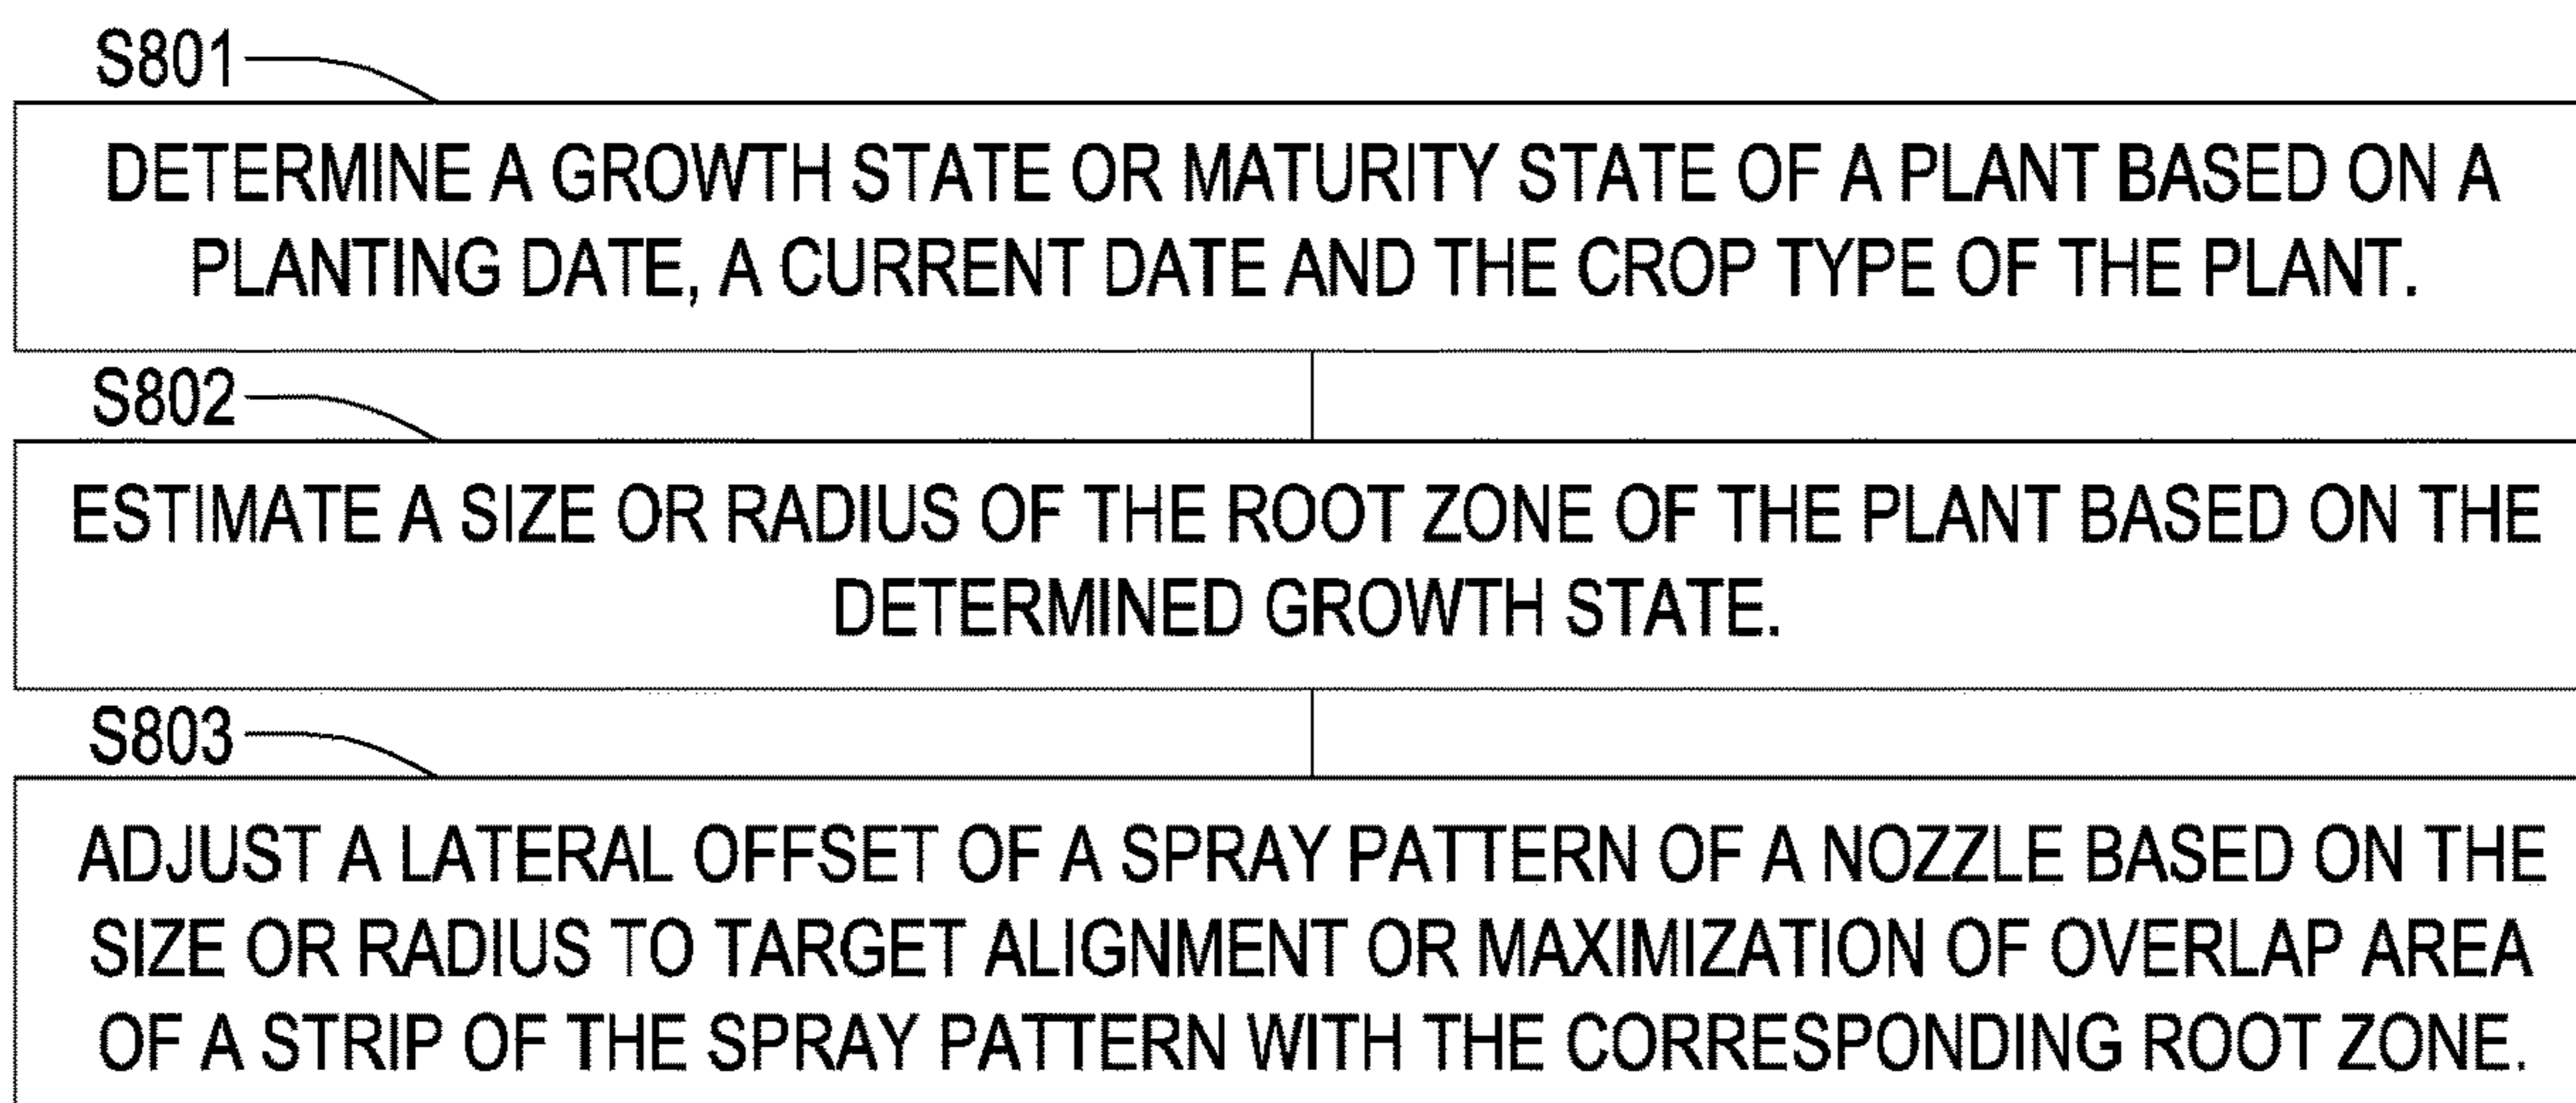 S801
DETERMINE A GROWTH STATE OR MATURITY STATE OF A PLANT BASED ON A
PLANTING DATE, A CURRENT DATE AND THE CROP TYPE OF THE PLANT.
S802
ESTIMATE A SIZE OR RADIUS OF THE ROOT ZONE OF THE PLANT BASED ON THE
DETERMINED GROWTH STATE.
S803
ADJUST A LATERAL OFFSET OF A SPRAY PATTERN OF A NOZZLE BASED ON THE
SIZE OR RADIUS TO TARGET ALIGNMENT OR MAXIMIZATION OF OVERLAP AREA
OF A STRIP OF THE SPRAY PATTERN WITH THE CORRESPONDING ROOT ZONE.